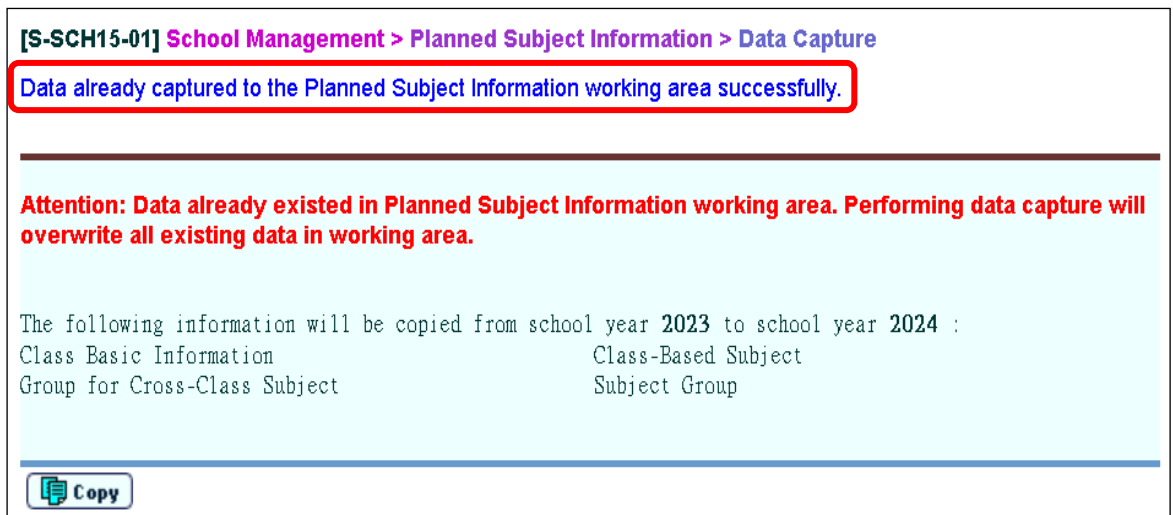 [S-SCH15-01] School Management > Planned Subject Information > Data Capture
Data already captured to the Planned Subject Information working area successfully.
Attention: Data already existed in Planned Subject Information working area. Performing data capture will
overwrite all existing data in working area.
The following information will be copied from school year 2023 to school year 2024 :
Class Basic Information Class-Based Subject
Group for Cross-Class Subject Subject Group
Copy